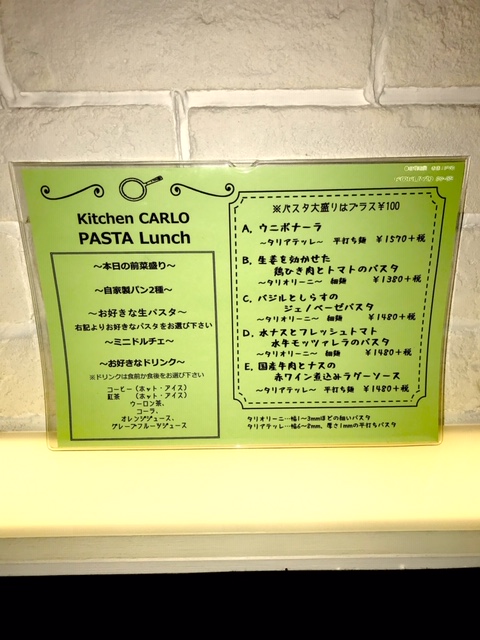 Kitchen CARLO
PASTA Lunch
～本日の前菜盛り～
～自家製パン2種～
～お好きな生パスタ～
右記よりお好きなパスタをお選び下さい
～ミニドルチェ～
～お好きなドリンク～
※ドリンクは食前か食後をお選び下さい
コーヒー（ホット・アイス）
紅茶　（ホット・アイス）
ウーロン茶、
コーラ、
オレンジジュース、
グレープフルーツジュース
※パスタ大盛りはプラス¥100
A. ウニボナーラ
～タリアテッレ～　平打ち麺　¥1570+税
B. 生姜を効かせた
鶏ひき肉とトマトのパスタ
～タリオリーニ～　細麺　¥1380+税
C. バジルとしらすの
ジェノベーゼパスタ
～タリオリーニ～　細麺　¥1480+税
D. 水ナスとフレッシュトマト
水牛モッツァレラのパスタ
～タリオリーニ～　細麺　¥1480+税
E. 国産牛肉とナスの
赤ワイン煮込みラグーソース
～タリアテッレ～　平打ち麺　¥1480+税
タリオリーニ…幅1～3mmほどの細いパスタ
タリアテッレ…幅6～8mm、厚さ1mmの平打ちパスタ